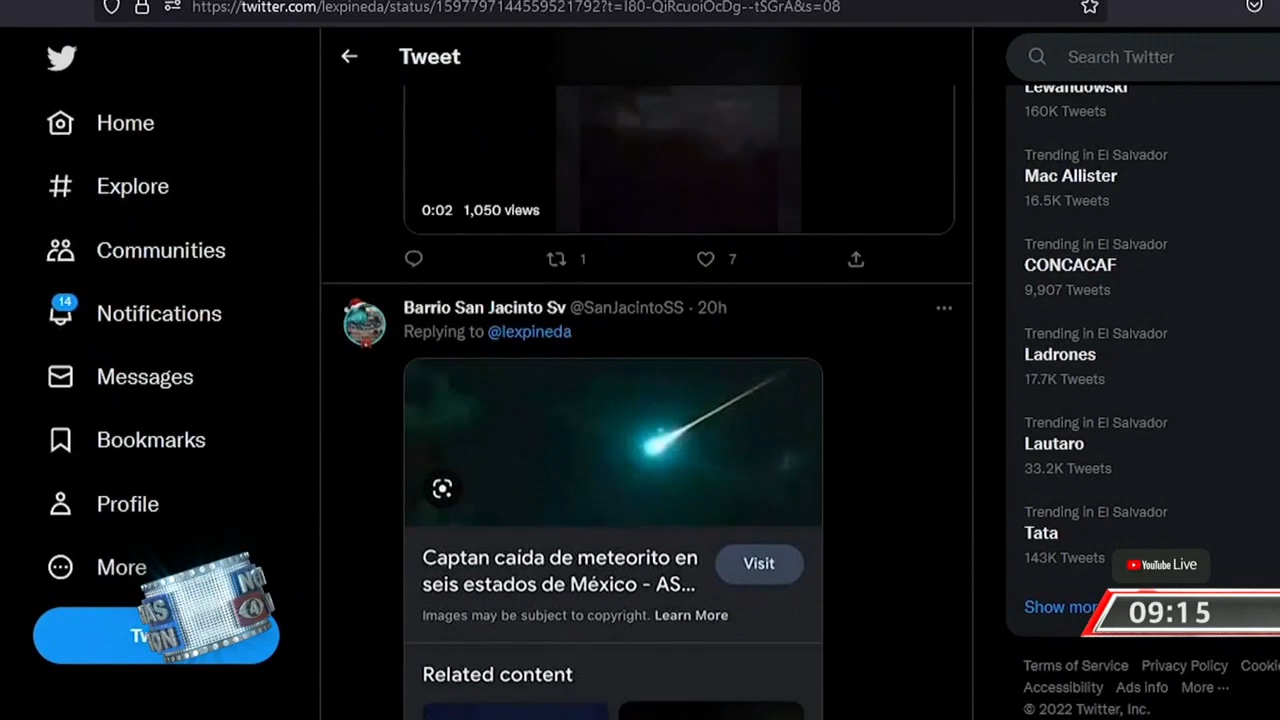 https://twitter.com/lexpineda/status/1597797144559521792?t=I80-QiRcuoiOcDg--tSGrA&s=08
Home
Explore
Communities
14
Notifications
Messages
Bookmarks
Profile
More
Tweet
0:02 1,050 views
1
7
Barrio San Jacinto Sv @SanJacintoSS · 20h
Replying to @lexpineda
Captan caída de meteorito en
seis estados de México - AS...
Visit
Images may be subject to copyright. Learn More
Related content
Search Twitter
Lewandowski
160K Tweets
Trending in El Salvador
Mac Allister
16.5K Tweets
Trending in El Salvador
CONCACAF
9,907 Tweets
Trending in El Salvador
Ladrones
17.7K Tweets
Trending in El Salvador
Lautaro
33.2K Tweets
Trending in El Salvador
Tata
143K Tweets
YouTube Live
Show mor
09:15
Terms of Service Privacy Policy Cookie
Accessibility Ads info More ···
© 2022 Twitter, Inc.